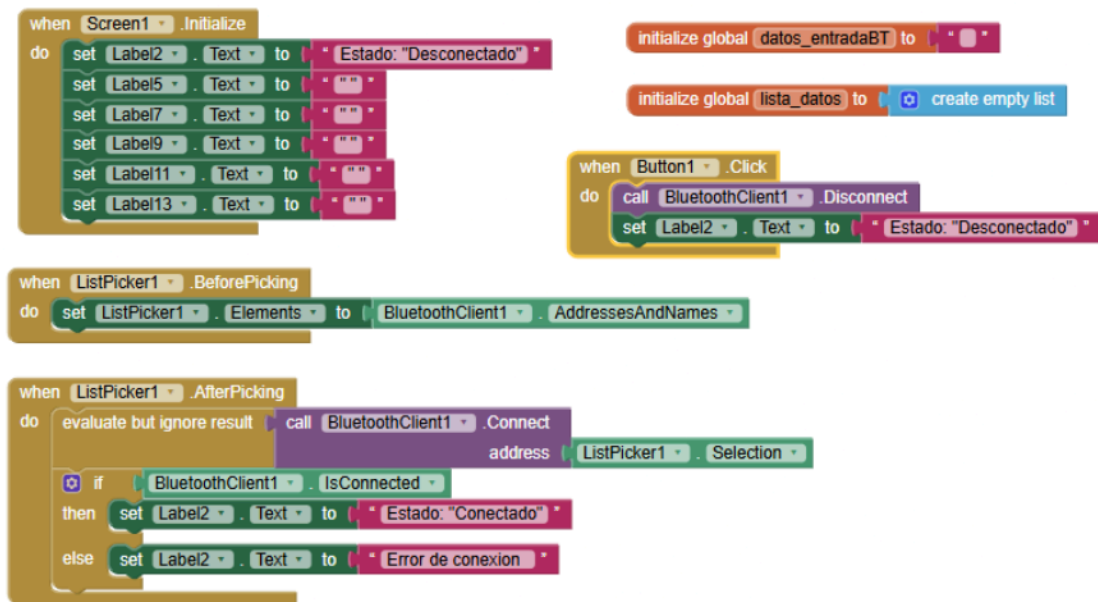 when Screen1 .Initialize
do set Label2 . Text to " Estado: "Desconectado" "
set Label5 . Text to " "" "
set Label7 . Text to " "" "
set Label9 . Text to " "" "
set Label11 . Text to " "" "
set Label13 . Text to " "" "
initialize global datos_entradaBT to " "
initialize global lista_datos to create empty list
when Button1 .Click
do call BluetoothClient1 .Disconnect
set Label2 . Text to " Estado: "Desconectado" "
when ListPicker1 .BeforePicking
do set ListPicker1 . Elements to BluetoothClient1 . AddressesAndNames
when ListPicker1 .AfterPicking
do evaluate but ignore result call BluetoothClient1 .Connect
address ListPicker1 . Selection
if BluetoothClient1 . IsConnected
then set Label2 . Text to " Estado: "Conectado" "
else set Label2 . Text to " Error de conexion "